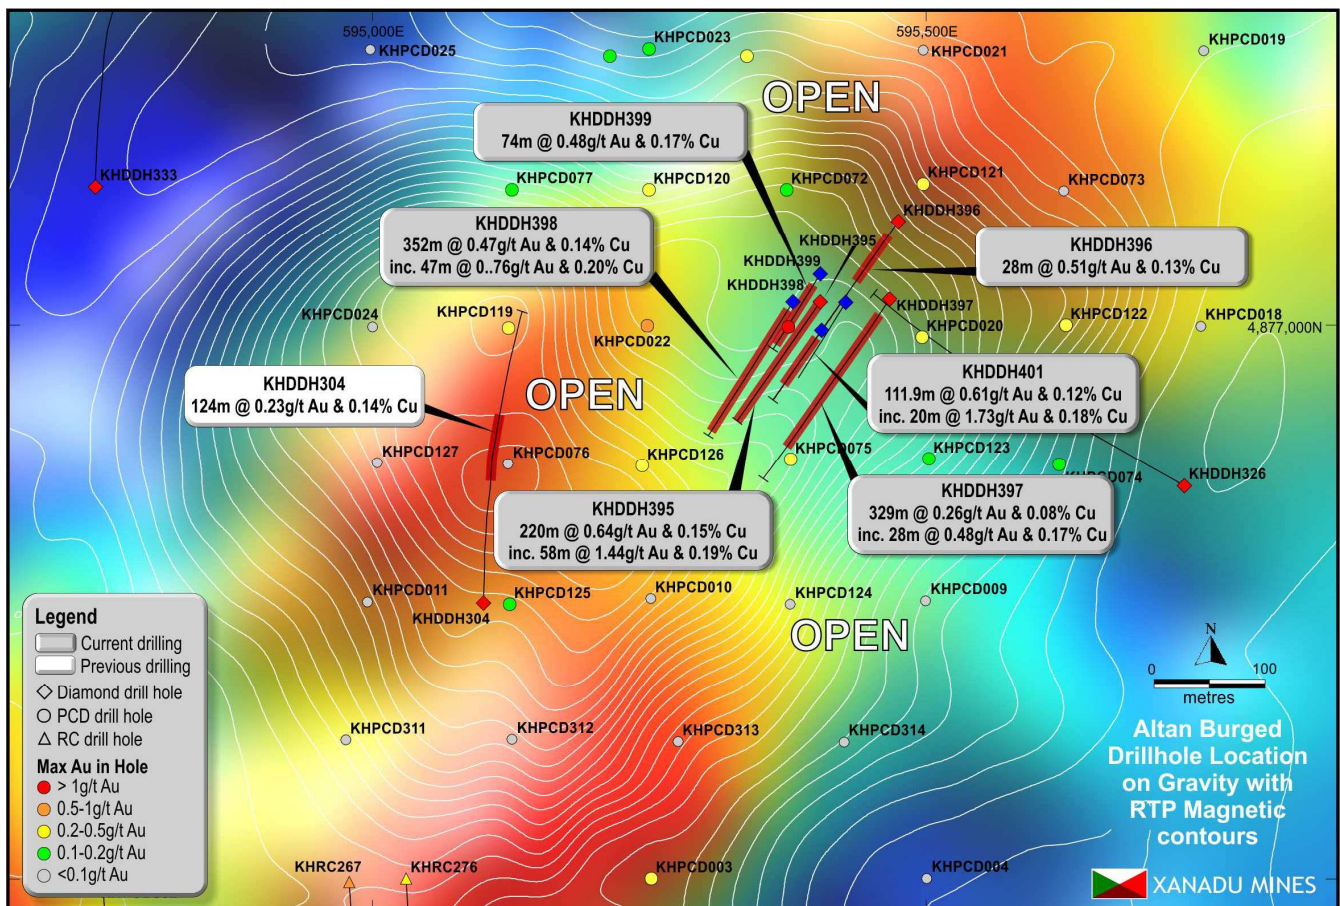 595,000E
595,500E
KHPCD025
KHPCD023
KHPCD021
KHPCD019
OPEN
KHDDH399
74m @ 0.48g/t Au & 0.17% Cu
KHDDH333
KHPCD077
KHPCD120
KHPCD072
KHPCD121
KHPCD073
KHDDH398
352m @ 0.47g/t Au & 0.14% Cu
inc. 47m @ 0..76g/t Au & 0.20% Cu
KHDDH396
KHDDH395
KHDDH399
KHDDH398
KHDDH396
28m @ 0.51g/t Au & 0.13% Cu
KHDDH397
KHPCD024
KHPCD119
KHPCD022
KHPCD020
KHPCD122
KHPCD018
4,877,000N
KHDDH304
124m @ 0.23g/t Au & 0.14% Cu
OPEN
KHDDH401
111.9m @ 0.61g/t Au & 0.12% Cu
inc. 20m @ 1.73g/t Au & 0.18% Cu
KHPCD127
KHPCD076
KHPCD126
KHPCD075
KHPCD123
KHDDH326
KHDDH395
220m @ 0.64g/t Au & 0.15% Cu
inc. 58m @ 1.44g/t Au & 0.19% Cu
KHDDH397
329m @ 0.26g/t Au & 0.08% Cu
inc. 28m @ 0.48g/t Au & 0.17% Cu
KHPCD011
KHDDH304
KHPCD125
KHPCD010
KHPCD124
KHPCD009
OPEN
Legend
Current drilling
Previous drilling
Diamond drill hole
PCD drill hole
RC drill hole
Max Au in Hole
> 1g/t Au
0.5-1g/t Au
0.2-0.5g/t Au
0.1-0.2g/t Au
<0.1g/t Au
N
0 100
metres
KHPCD311
KHPCD312
KHPCD313
KHPCD314
Altan Burged
Drillhole Location
on Gravity with
RTP Magnetic
contours
KHRC267
KHRC276
KHPCD003
KHPCD004
XANADU MINES